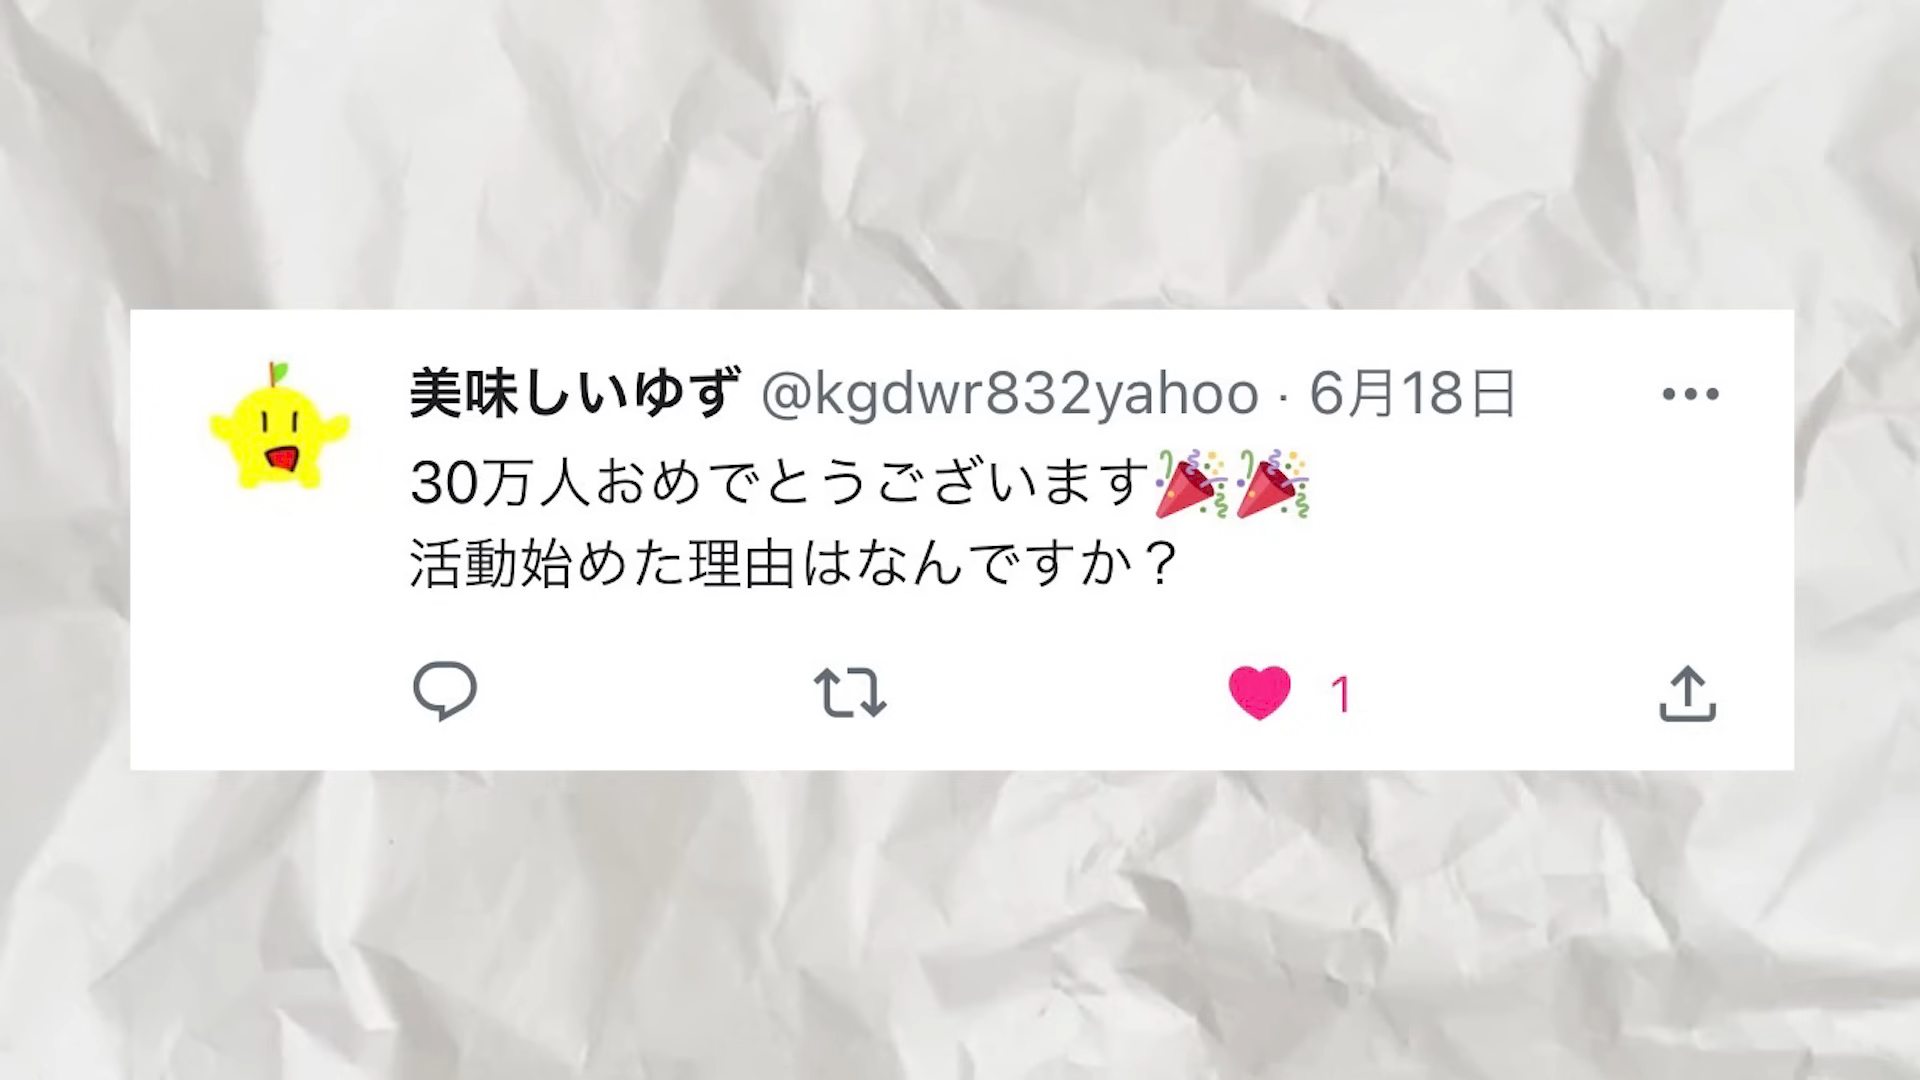 美味しいゆず @kgdwr832yahoo · 6月18日
30万人おめでとうございます🎉🎉
活動始めた理由はなんですか？
1